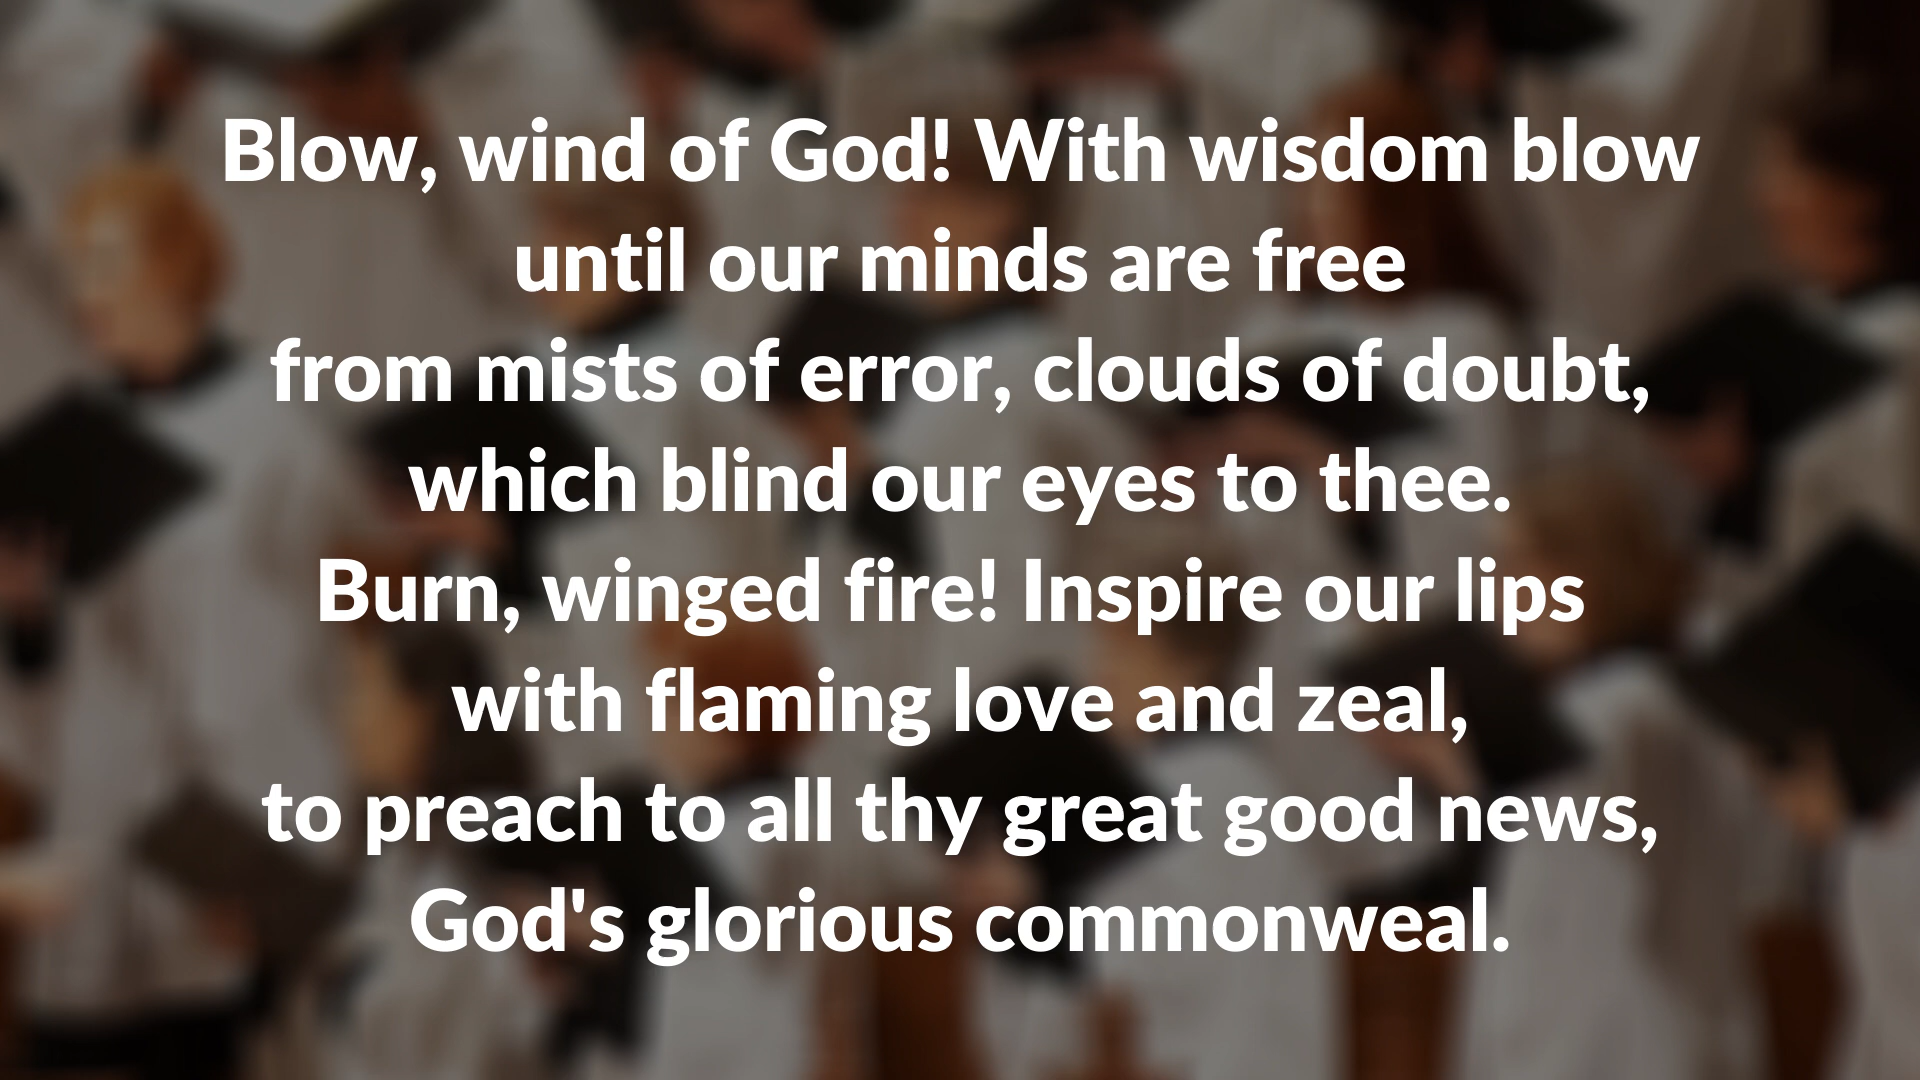 Blow, wind of God! With wisdom blow
until our minds are free
from mists of error, clouds of doubt,
which blind our eyes to thee.
Burn, winged fire! Inspire our lips
with flaming love and zeal,
to preach to all thy great good news,
God's glorious commonweal.